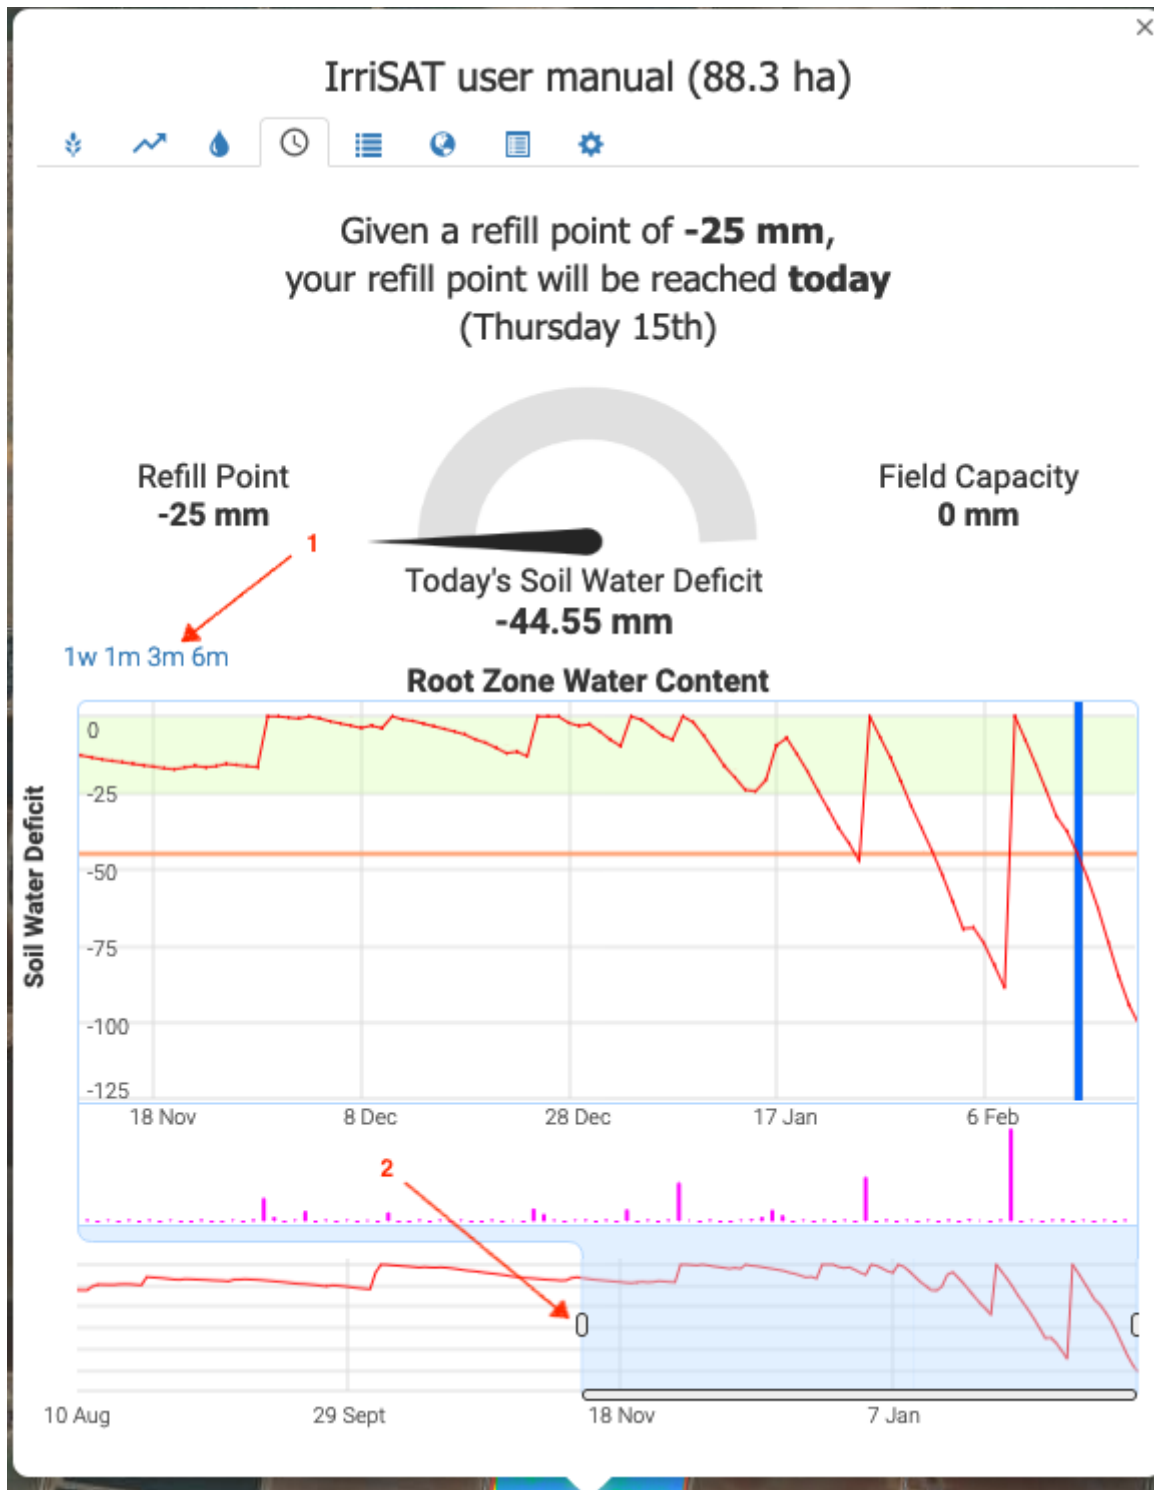 ×
IrriSAT user manual (88.3 ha)
Given a refill point of -25 mm,
your refill point will be reached today
(Thursday 15th)
Refill Point
-25 mm
Field Capacity
0 mm
1
Today's Soil Water Deficit
-44.55 mm
1w 1m 3m 6m
Root Zone Water Content
Soil Water Deficit
0
-25
-50
-75
-100
-125
18 Nov 8 Dec 28 Dec 17 Jan 6 Feb
2
10 Aug 29 Sept 18 Nov 7 Jan